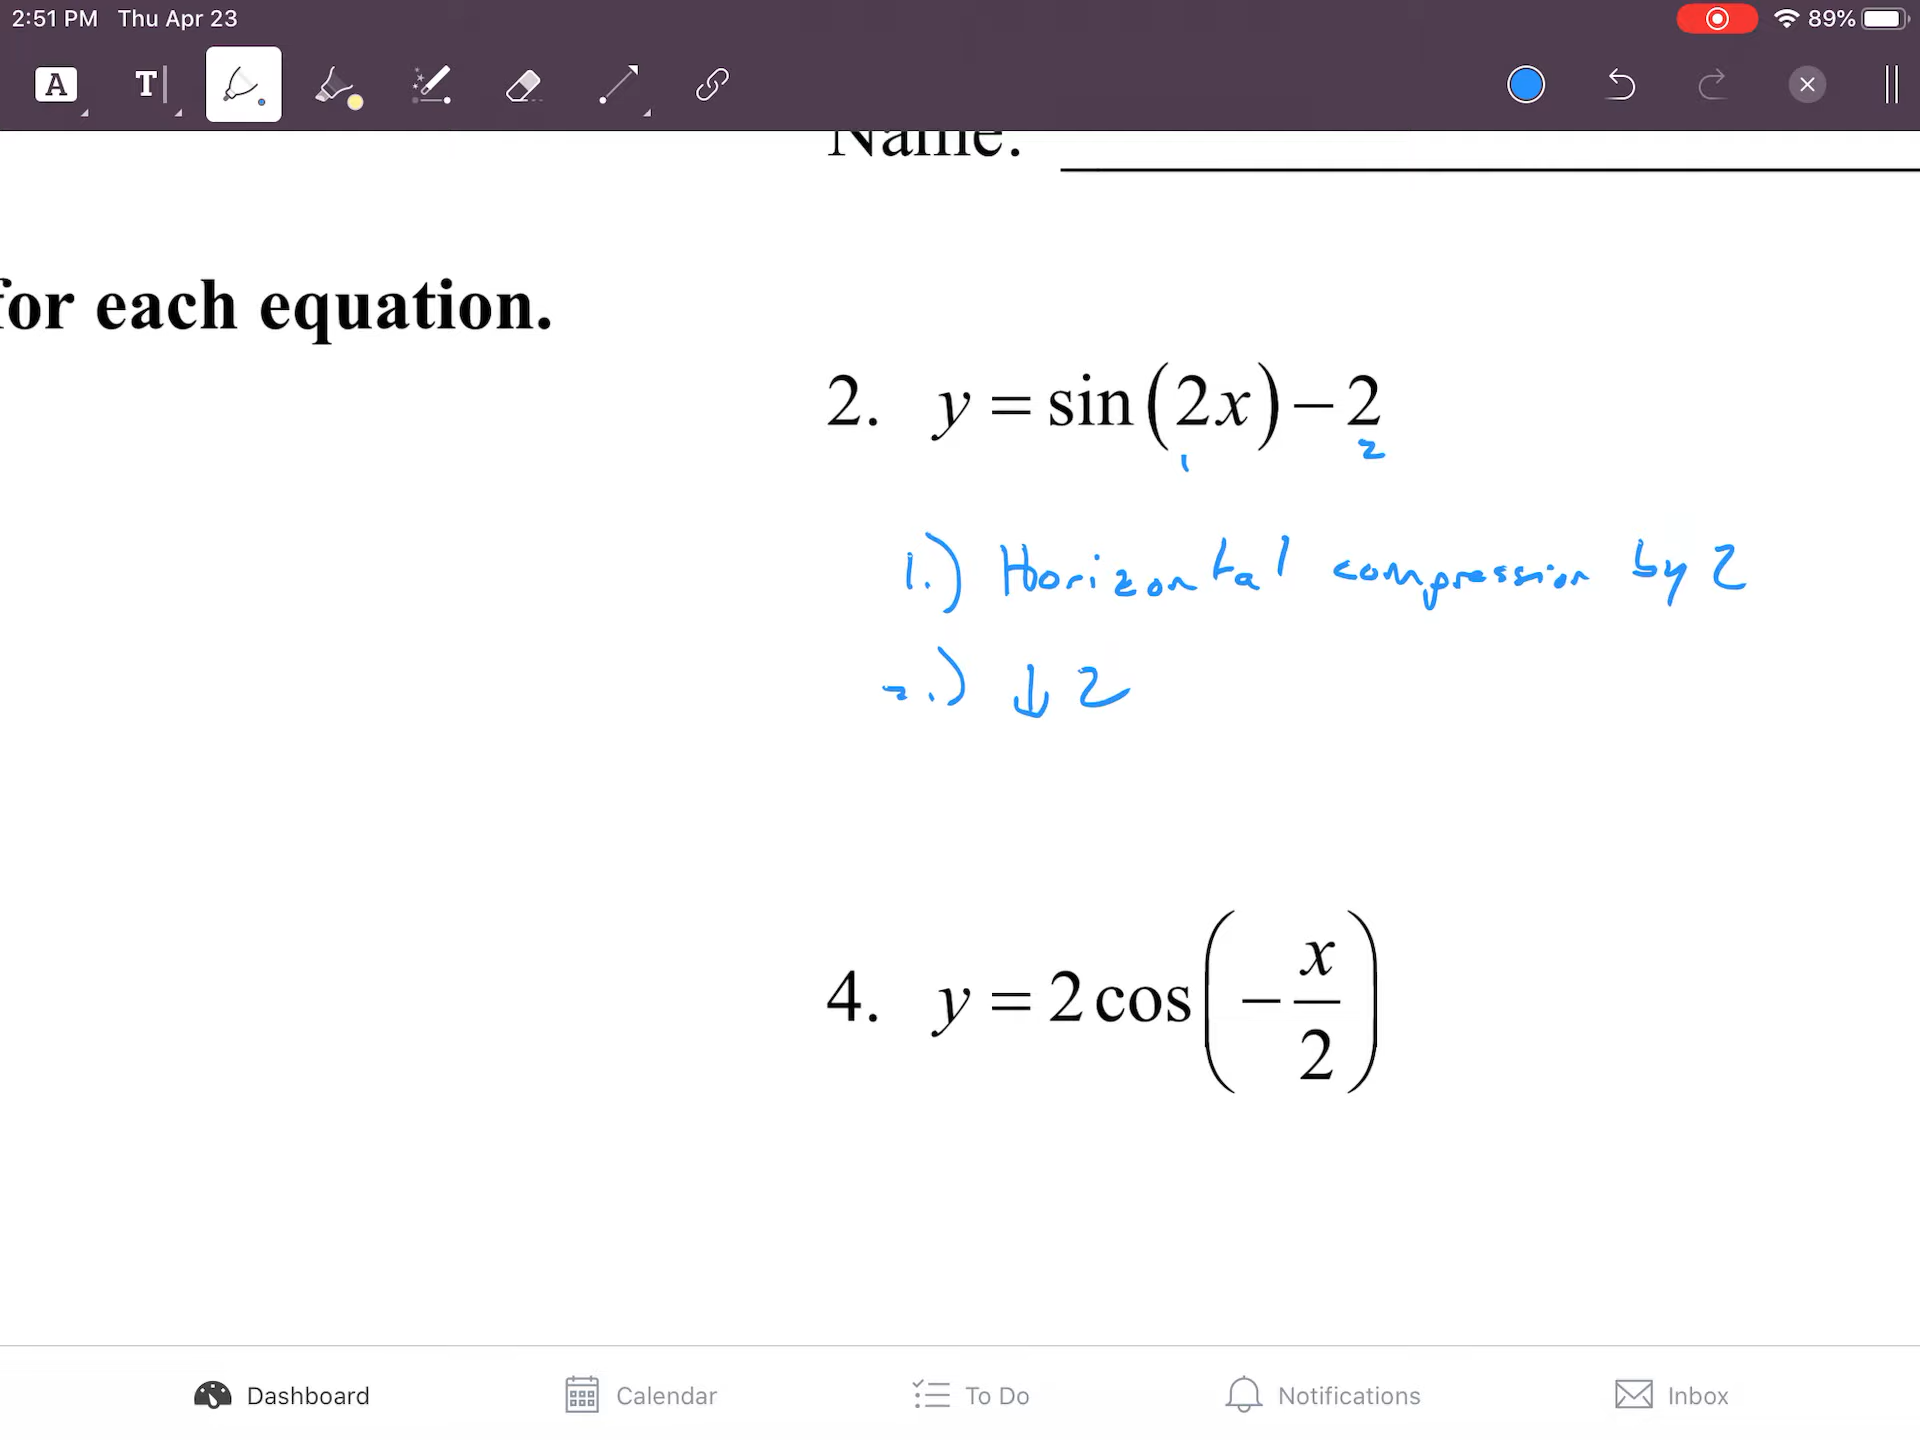 2:51 PM Thu Apr 23 89%
A T
Name:
for each equation.
2. y = sin(2x) − 2
1 2
1.) Horizontal compression by 2
2.) ↓ 2
4. y = 2 cos(−x/2)
Dashboard Calendar To Do Notifications Inbox